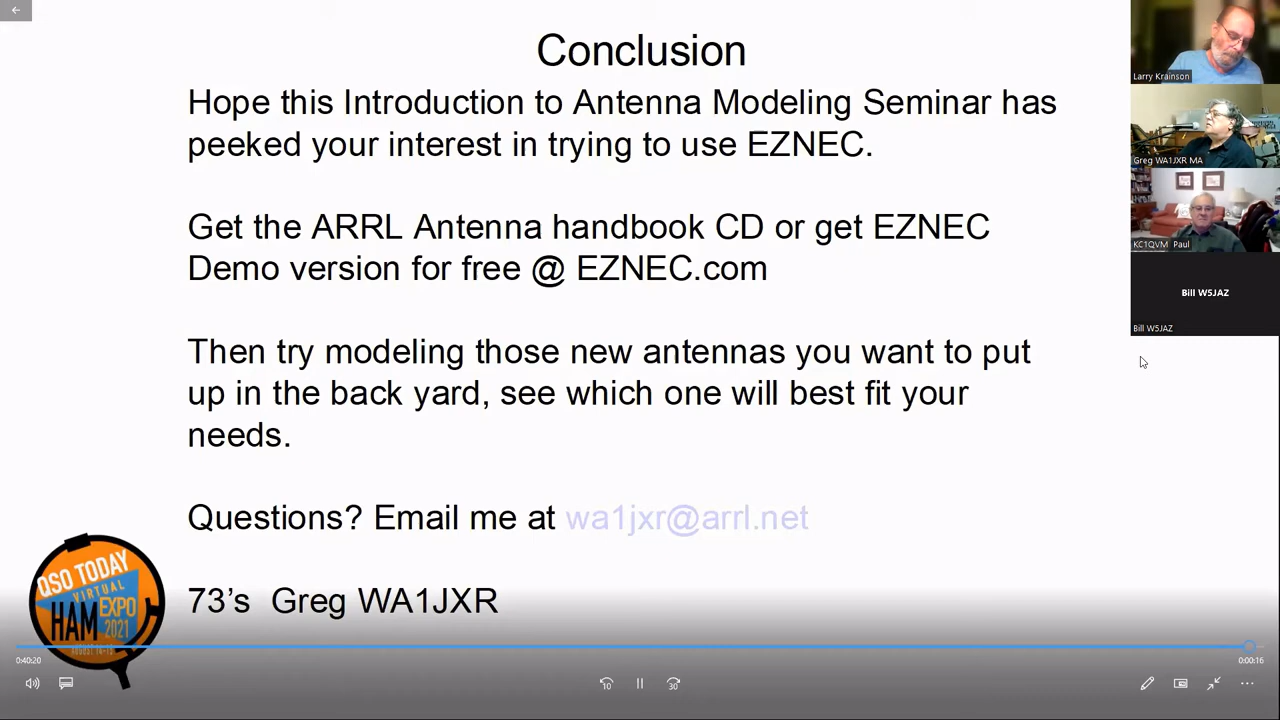 Conclusion
Hope this Introduction to Antenna Modeling Seminar has
peeked your interest in trying to use EZNEC.
Get the ARRL Antenna handbook CD or get EZNEC
Demo version for free @ EZNEC.com
Then try modeling those new antennas you want to put
up in the back yard, see which one will best fit your
needs.
Questions? Email me at wa1jxr@arrl.net
73’s Greg WA1JXR
QSO TODAY
VIRTUAL
HAM EXPO
2021
Larry Krainson
Greg WA1JXR MA
KC1QVM Paul
Bill W5JAZ
Bill W5JAZ
0:40:20
0:00:16
10
30